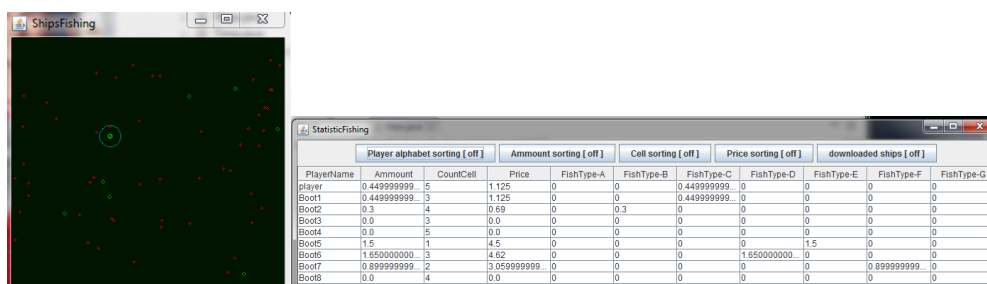 ShipsFishing
StatisticFishing
Player alphabet sorting [ off ] Ammount sorting [ off ] Cell sorting [ off ] Price sorting [ off ] downloaded ships [ off ]
PlayerName Ammount CountCell Price FishType-A FishType-B FishType-C FishType-D FishType-E FishType-F FishType-G
player 0.449999999... 5 1.125 0 0 0.449999999... 0 0 0 0
Boot1 0.449999999... 3 1.125 0 0 0.449999999... 0 0 0 0
Boot2 0.3 4 0.69 0 0.3 0 0 0 0 0
Boot3 0.0 3 0.0 0 0 0 0 0 0 0
Boot4 0.0 5 0.0 0 0 0 0 0 0 0
Boot5 1.5 1 4.5 0 0 0 0 1.5 0 0
Boot6 1.650000000... 3 4.62 0 0 0 1.650000000... 0 0 0
Boot7 0.899999999... 2 3.059999999... 0 0 0 0 0 0.899999999... 0
Boot8 0.0 4 0.0 0 0 0 0 0 0 0